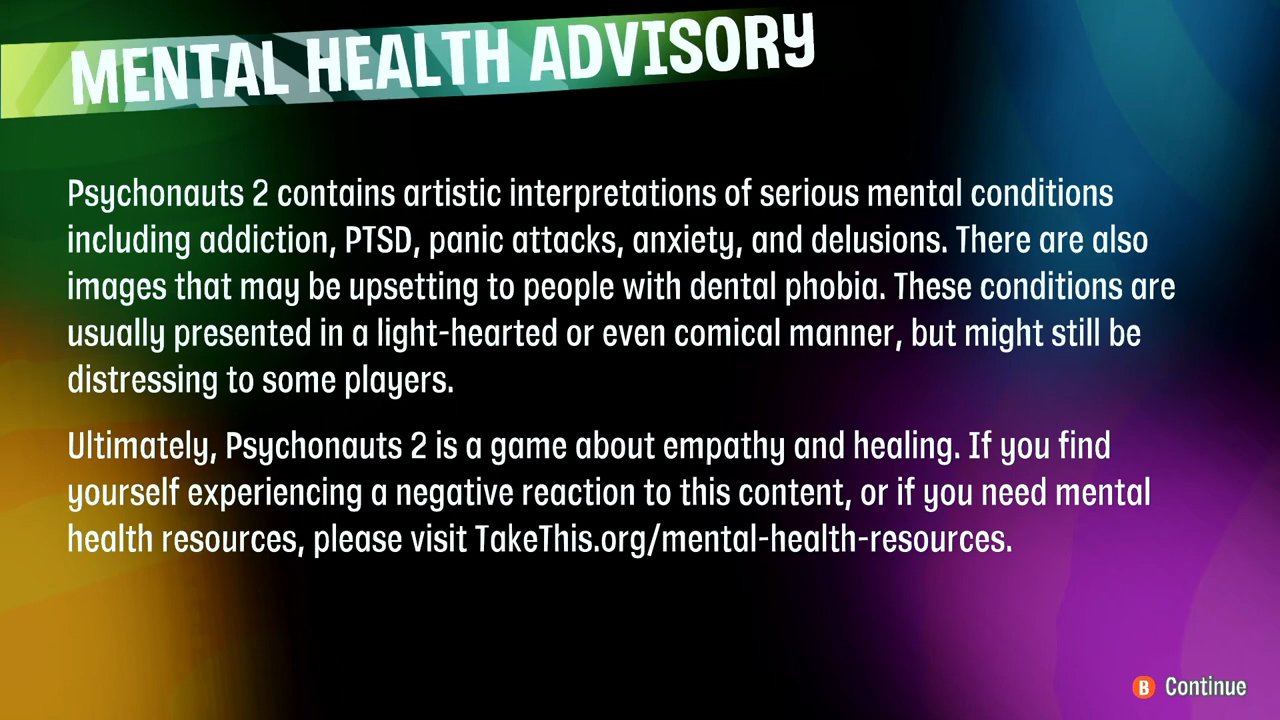 MENTAL HEALTH ADVISORY
Psychonauts 2 contains artistic interpretations of serious mental conditions
including addiction, PTSD, panic attacks, anxiety, and delusions. There are also
images that may be upsetting to people with dental phobia. These conditions are
usually presented in a light-hearted or even comical manner, but might still be
distressing to some players.
Ultimately, Psychonauts 2 is a game about empathy and healing. If you find
yourself experiencing a negative reaction to this content, or if you need mental
health resources, please visit TakeThis.org/mental-health-resources.
B Continue